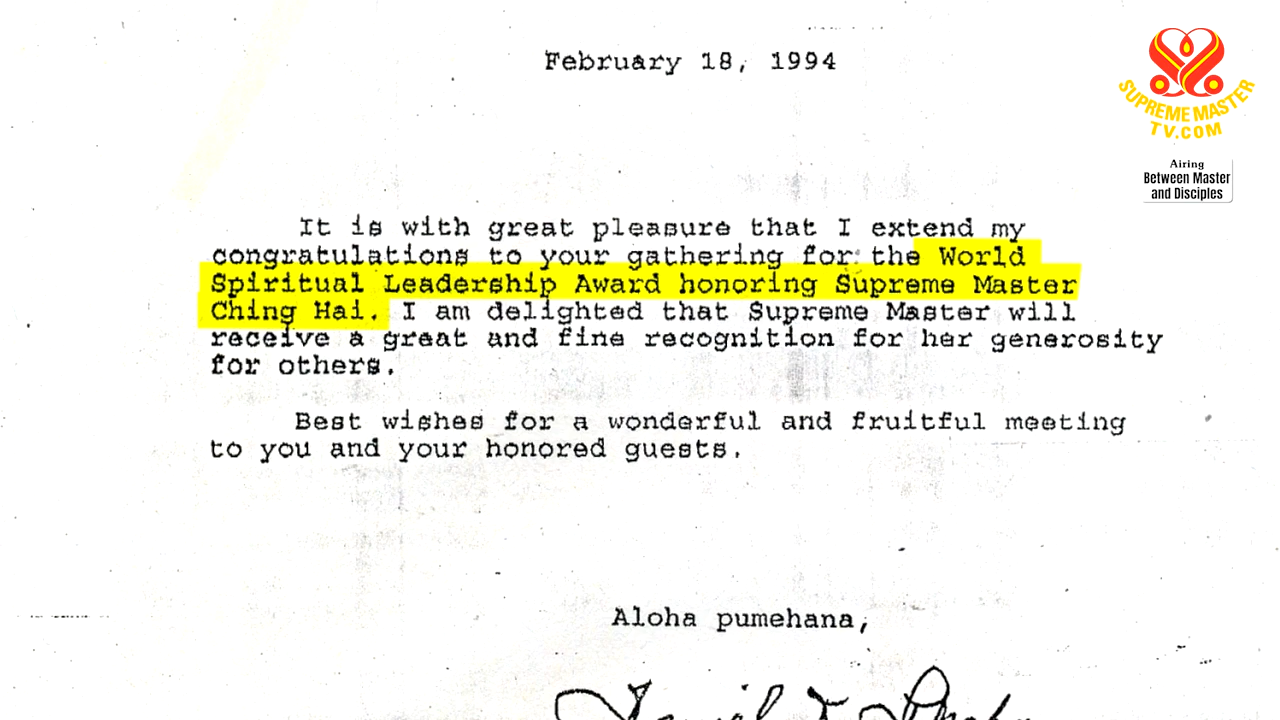 February 18, 1994
SUPREME MASTER
TV.COM
Airing
Between Master
and Disciples
It is with great pleasure that I extend my
congratulations to your gathering for the World
Spiritual Leadership Award honoring Supreme Master
Ching Hai. I am delighted that Supreme Master will
receive a great and fine recognition for her generosity
for others.
Best wishes for a wonderful and fruitful meeting
to you and your honored guests.
Aloha pumehana,